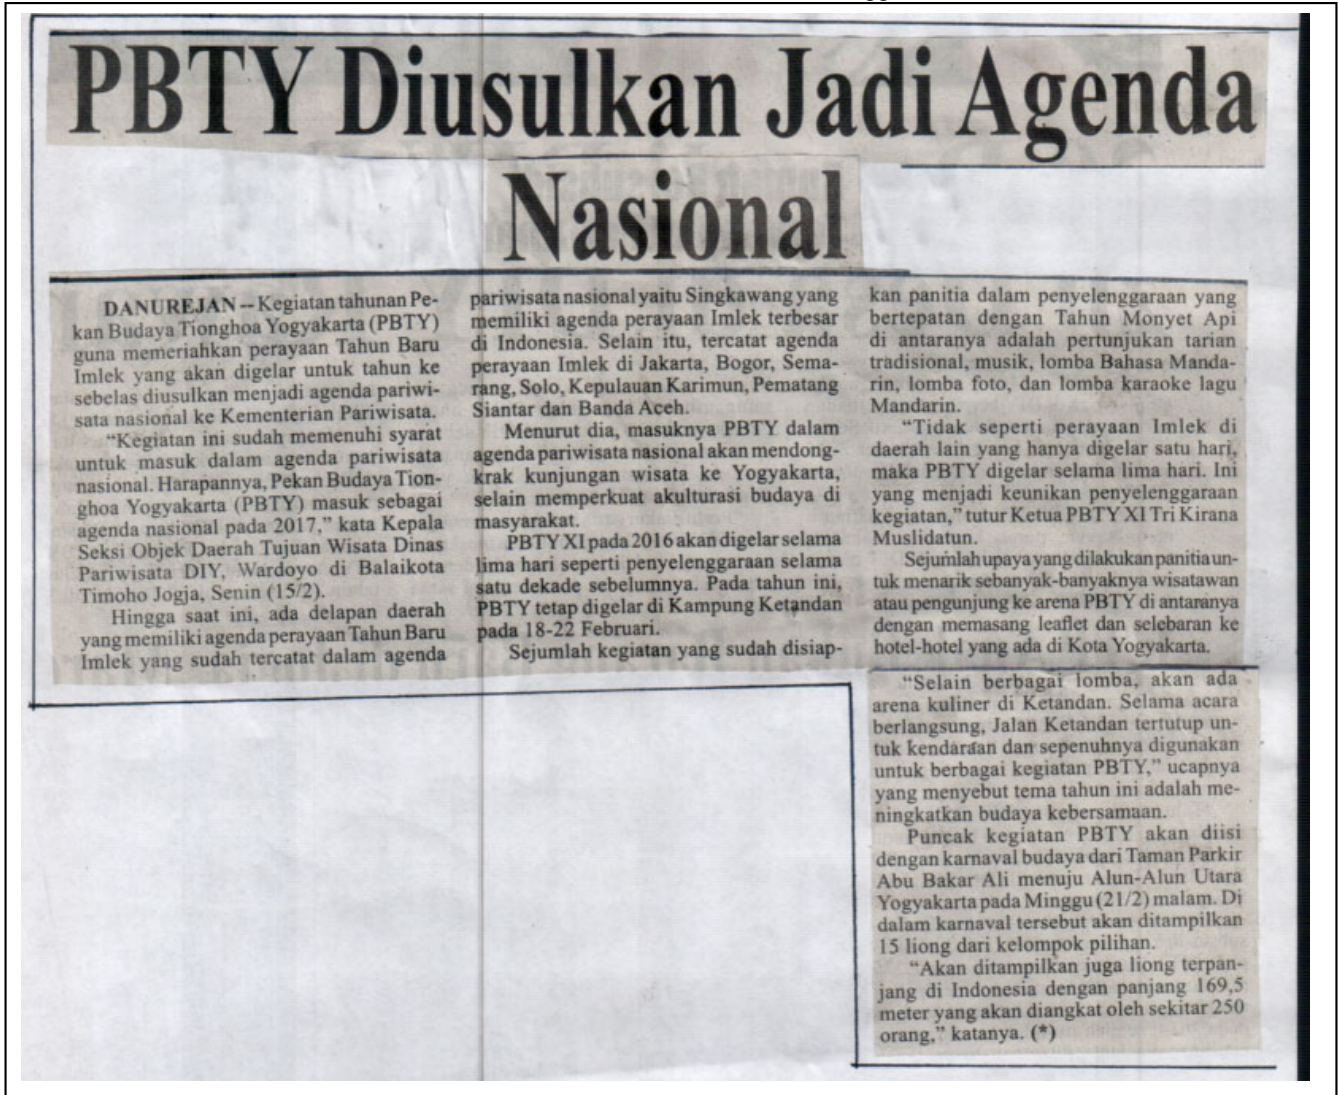 PBTY Diusulkan Jadi Agenda
Nasional
DANUREJAN -- Kegiatan tahunan Pe-
kan Budaya Tionghoa Yogyakarta (PBTY)
guna memeriahkan perayaan Tahun Baru
Imlek yang akan digelar untuk tahun ke
sebelas diusulkan menjadi agenda pariwi-
sata nasional ke Kementerian Pariwisata.
“Kegiatan ini sudah memenuhi syarat
untuk masuk dalam agenda pariwisata
nasional. Harapannya, Pekan Budaya Tion-
ghoa Yogyakarta (PBTY) masuk sebagai
agenda nasional pada 2017,” kata Kepala
Seksi Objek Daerah Tujuan Wisata Dinas
Pariwisata DIY, Wardoyo di Balaikota
Timoho Jogja, Senin (15/2).
Hingga saat ini, ada delapan daerah
yang memiliki agenda perayaan Tahun Baru
Imlek yang sudah tercatat dalam agenda
pariwisata nasional yaitu Singkawang yang
memiliki agenda perayaan Imlek terbesar
di Indonesia. Selain itu, tercatat agenda
perayaan Imlek di Jakarta, Bogor, Sema-
rang, Solo, Kepulauan Karimun, Pematang
Siantar dan Banda Aceh.
Menurut dia, masuknya PBTY dalam
agenda pariwisata nasional akan mendong-
krak kunjungan wisata ke Yogyakarta,
selain memperkuat akulturasi budaya di
masyarakat.
PBTY XI pada 2016 akan digelar selama
lima hari seperti penyelenggaraan selama
satu dekade sebelumnya. Pada tahun ini,
PBTY tetap digelar di Kampung Ketandan
pada 18-22 Februari.
Sejumlah kegiatan yang sudah disiap-
kan panitia dalam penyelenggaraan yang
bertepatan dengan Tahun Monyet Api
di antaranya adalah pertunjukan tarian
tradisional, musik, lomba Bahasa Manda-
rin, lomba foto, dan lomba karaoke lagu
Mandarin.
“Tidak seperti perayaan Imlek di
daerah lain yang hanya digelar satu hari,
maka PBTY digelar selama lima hari. Ini
yang menjadi keunikan penyelenggaraan
kegiatan,” tutur Ketua PBTY XI Tri Kirana
Muslidatun.
Sejumlah upaya yang dilakukan panitia un-
tuk menarik sebanyak-banyaknya wisatawan
atau pengunjung ke arena PBTY di antaranya
dengan memasang leaflet dan selebaran ke
hotel-hotel yang ada di Kota Yogyakarta.
“Selain berbagai lomba, akan ada
arena kuliner di Ketandan. Selama acara
berlangsung, Jalan Ketandan tertutup un-
tuk kendaraan dan sepenuhnya digunakan
untuk berbagai kegiatan PBTY,” ucapnya
yang menyebut tema tahun ini adalah me-
ningkatkan budaya kebersamaan.
Puncak kegiatan PBTY akan diisi
dengan karnaval budaya dari Taman Parkir
Abu Bakar Ali menuju Alun-Alun Utara
Yogyakarta pada Minggu (21/2) malam. Di
dalam karnaval tersebut akan ditampilkan
15 liong dari kelompok pilihan.
“Akan ditampilkan juga liong terpan-
jang di Indonesia dengan panjang 169,5
meter yang akan diangkat oleh sekitar 250
orang,” katanya. (*)